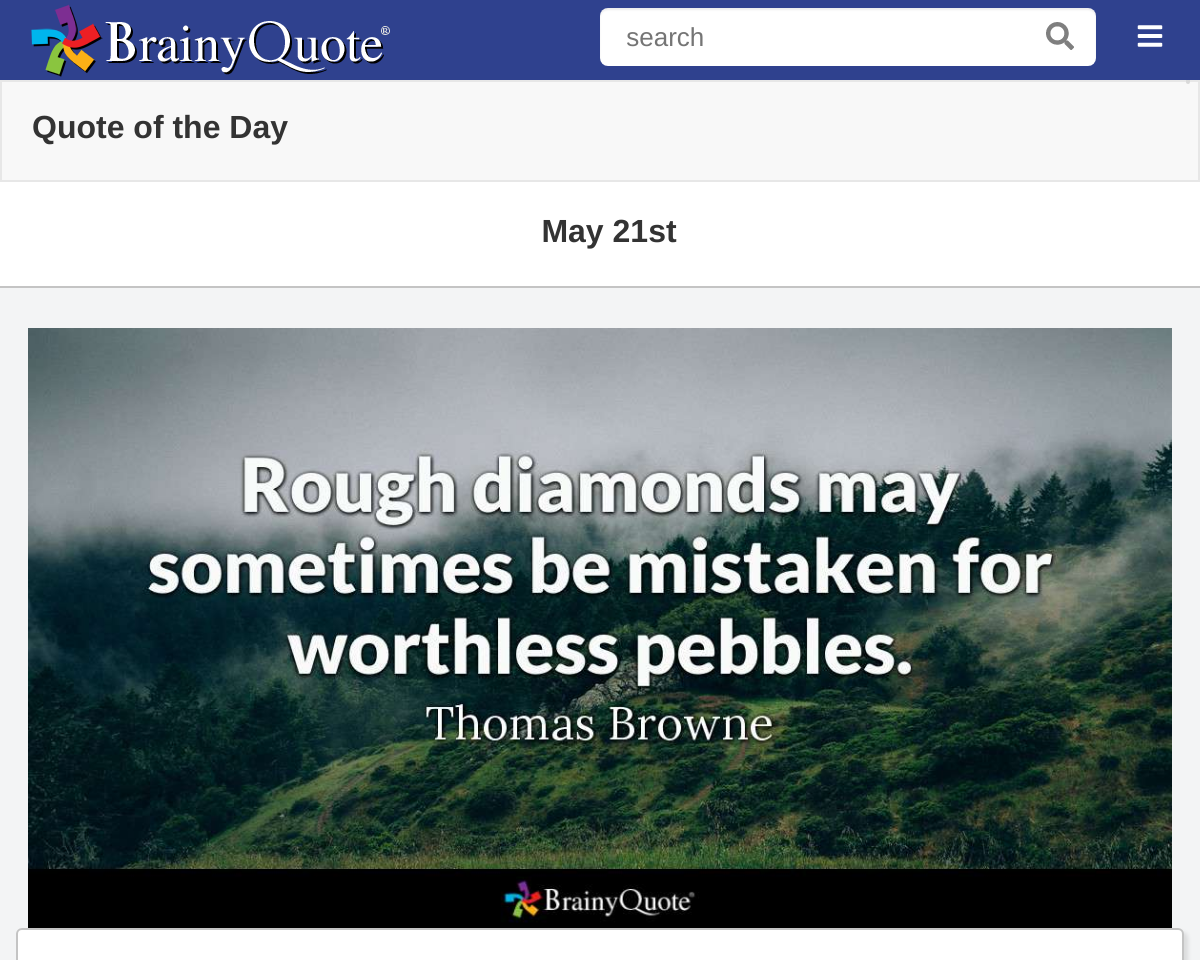 BrainyQuote®
search
Quote of the Day
May 21st
Rough diamonds may
sometimes be mistaken for
worthless pebbles.
Thomas Browne
BrainyQuote®